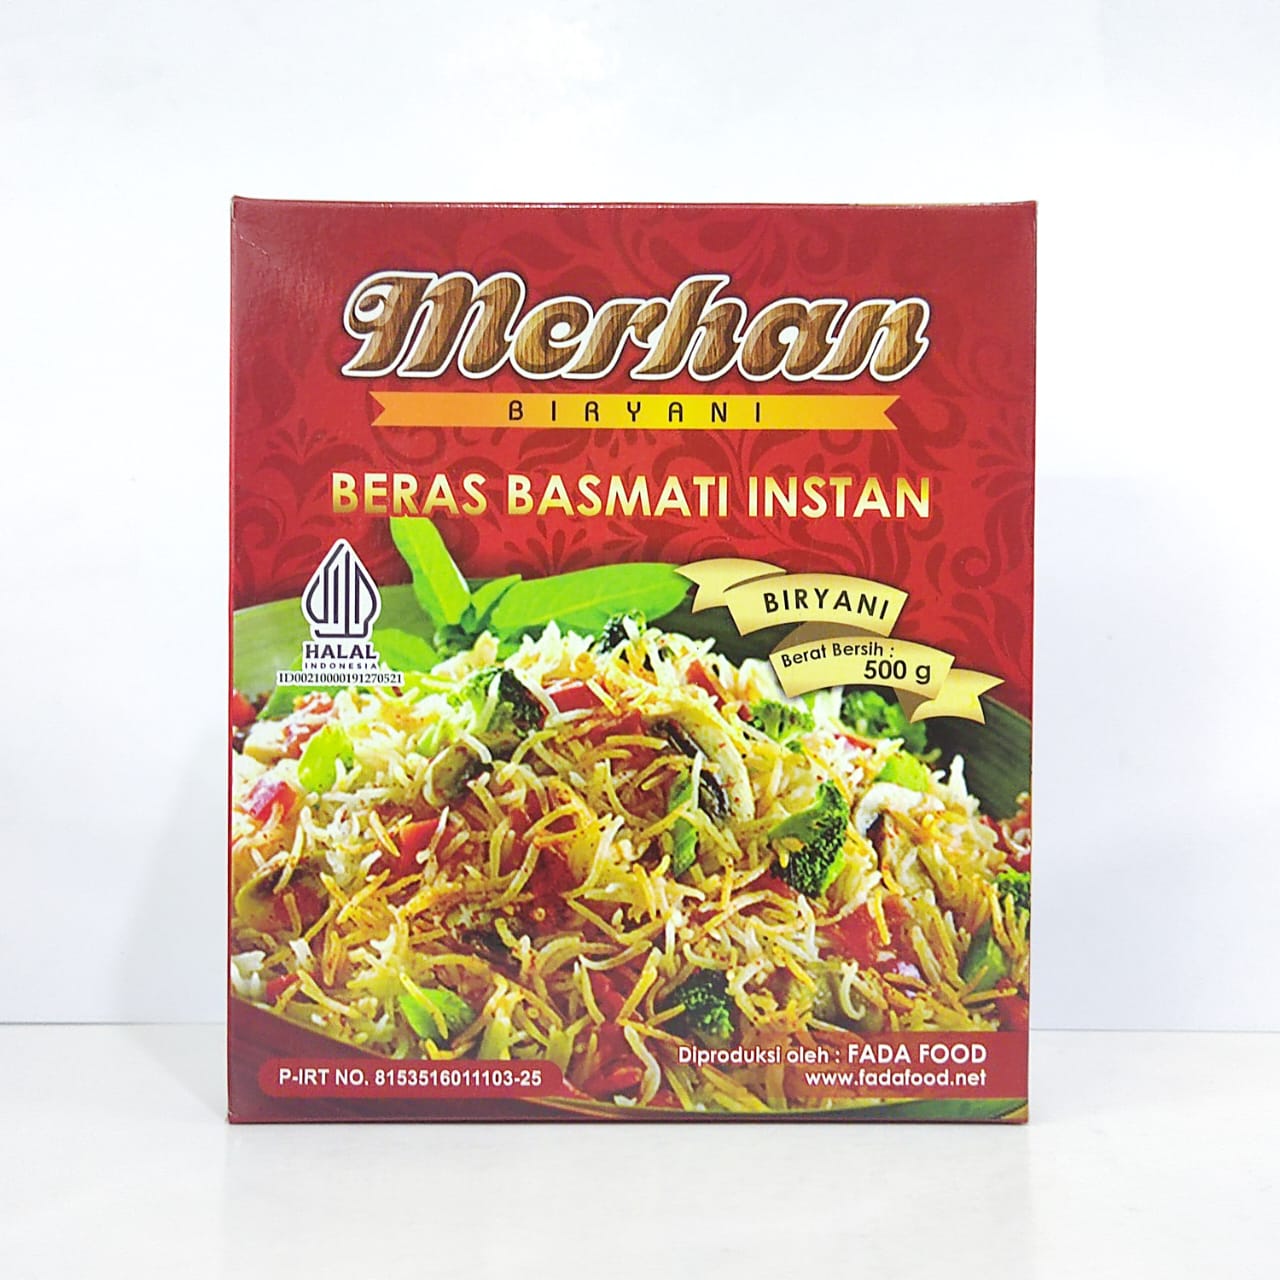 Merhan
BIRYANI
BERAS BASMATI INSTAN
BIRYANI
Berat Bersih :
500 g
HALAL
INDONESIA
ID00210000191270521
Diproduksi oleh : FADA FOOD
www.fadafood.net
P-IRT NO. 8153516011103-25